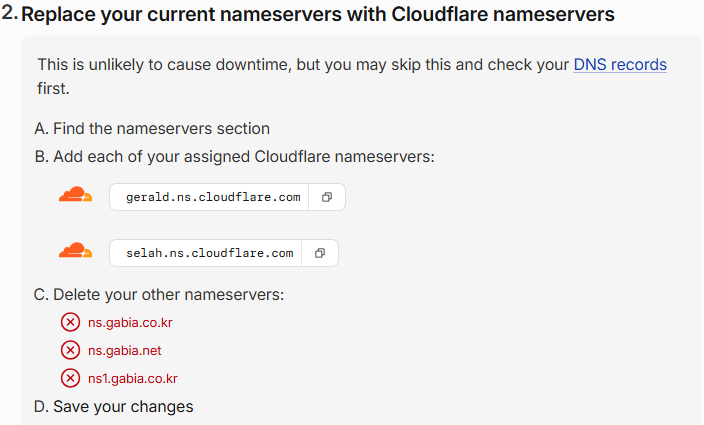 2. Replace your current nameservers with Cloudflare nameservers
This is unlikely to cause downtime, but you may skip this and check your DNS records
first.
A. Find the nameservers section
B. Add each of your assigned Cloudflare nameservers:
gerald.ns.cloudflare.com
selah.ns.cloudflare.com
C. Delete your other nameservers:
ns.gabia.co.kr
ns.gabia.net
ns1.gabia.co.kr
D. Save your changes